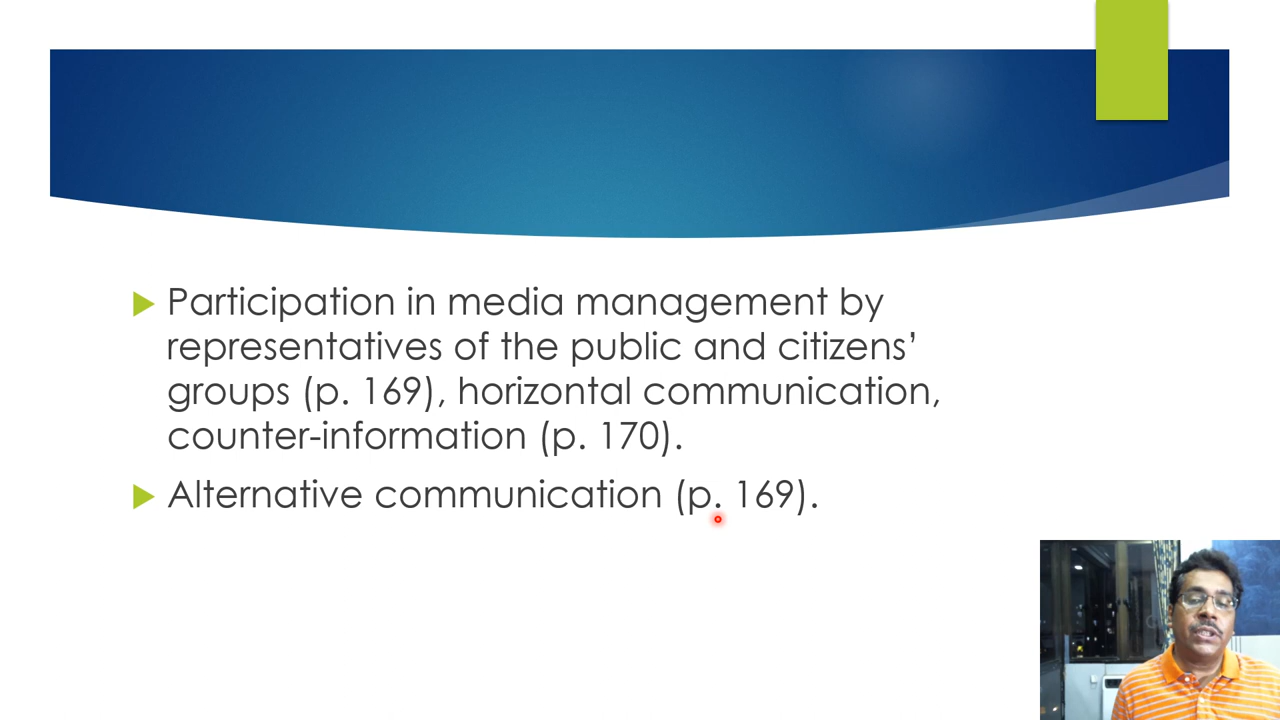 Participation in media management by
representatives of the public and citizens’
groups (p. 169), horizontal communication,
counter-information (p. 170).
Alternative communication (p. 169).